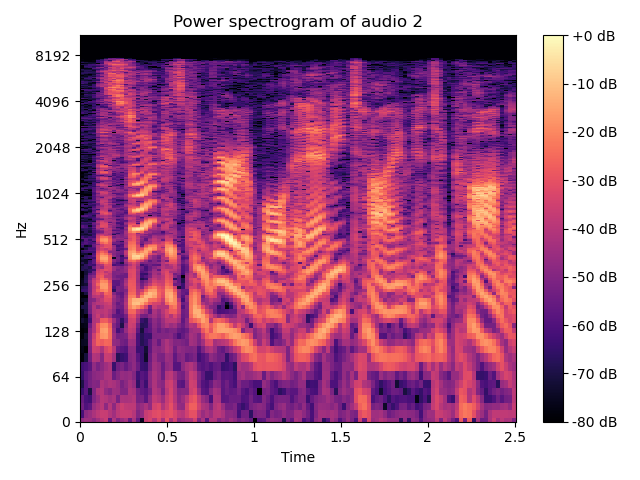 Power spectrogram of audio 2
+0 dB
8192
-10 dB
4096
-20 dB
2048
-30 dB
1024
Hz
512
-40 dB
-50 dB
256
-60 dB
128
-70 dB
64
0
-80 dB
0 0.5 1 1.5 2 2.5
Time